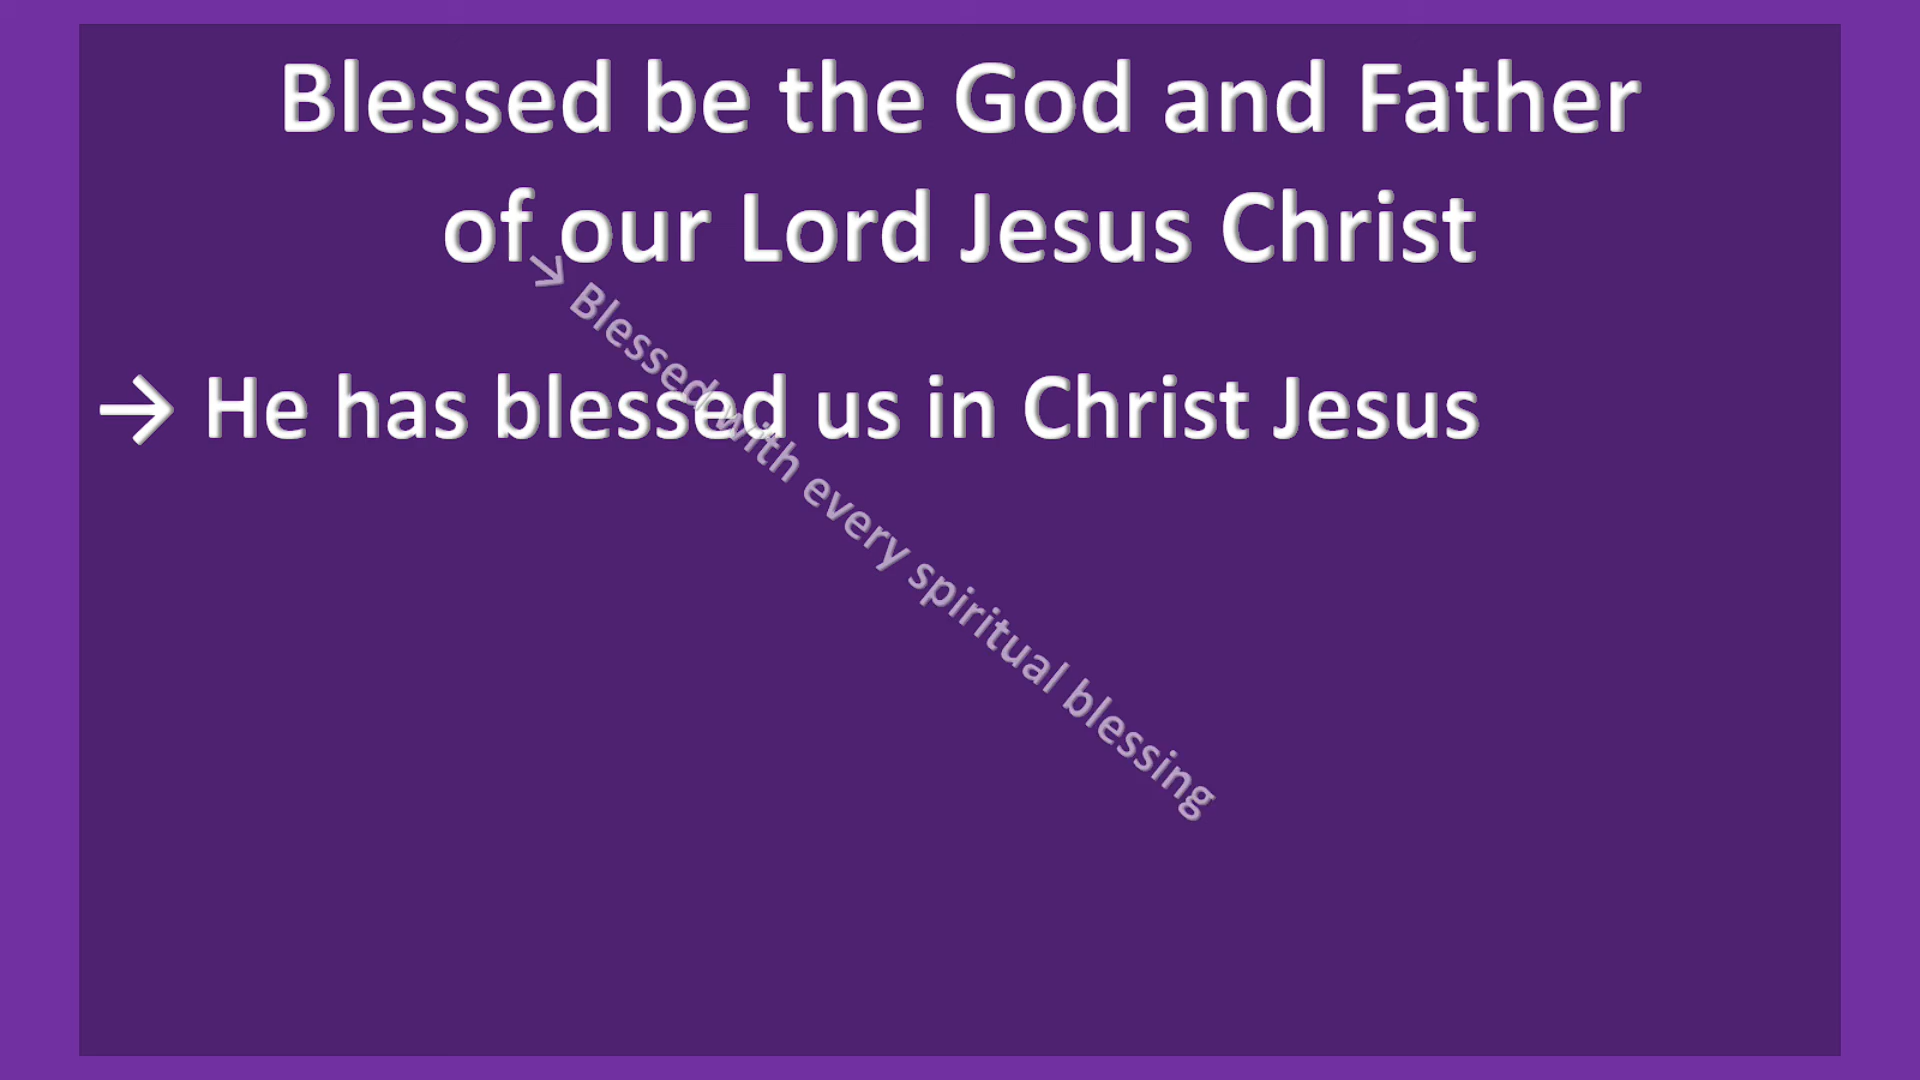 Blessed be the God and Father
of our Lord Jesus Christ
→ He has blessed us in Christ Jesus
→ Blessed with every spiritual blessing